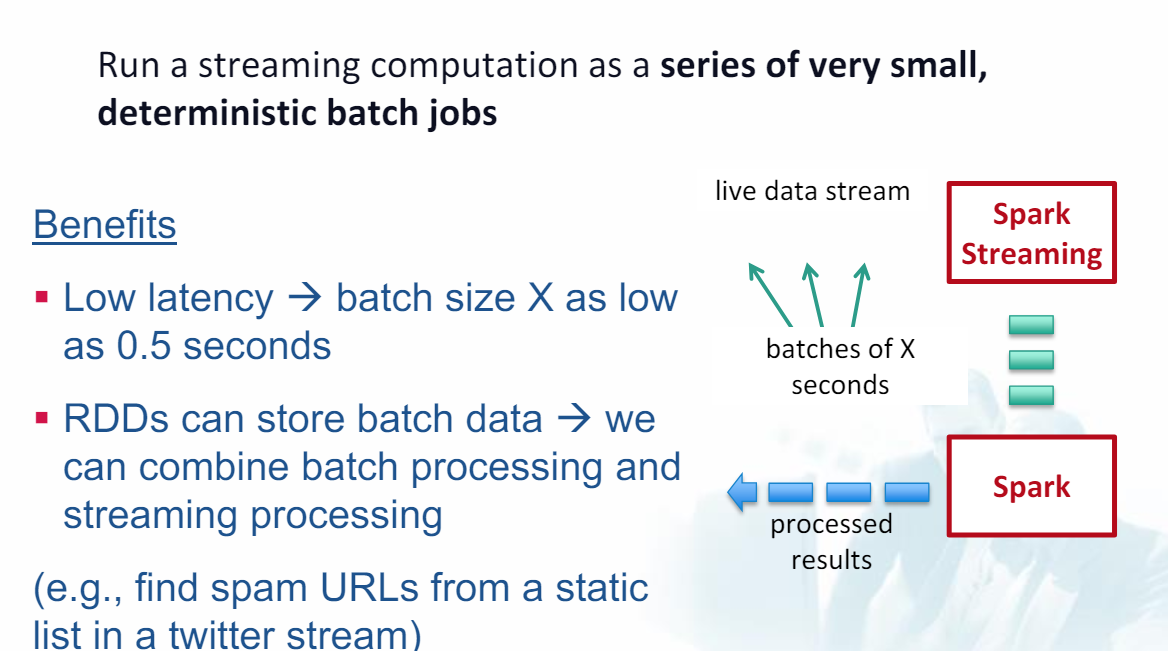 Run a streaming computation as a series of very small,
deterministic batch jobs
Benefits
▪ Low latency → batch size X as low
as 0.5 seconds
▪ RDDs can store batch data → we
can combine batch processing and
streaming processing
(e.g., find spam URLs from a static
list in a twitter stream)
live data stream
Spark
Streaming
batches of X
seconds
Spark
processed
results